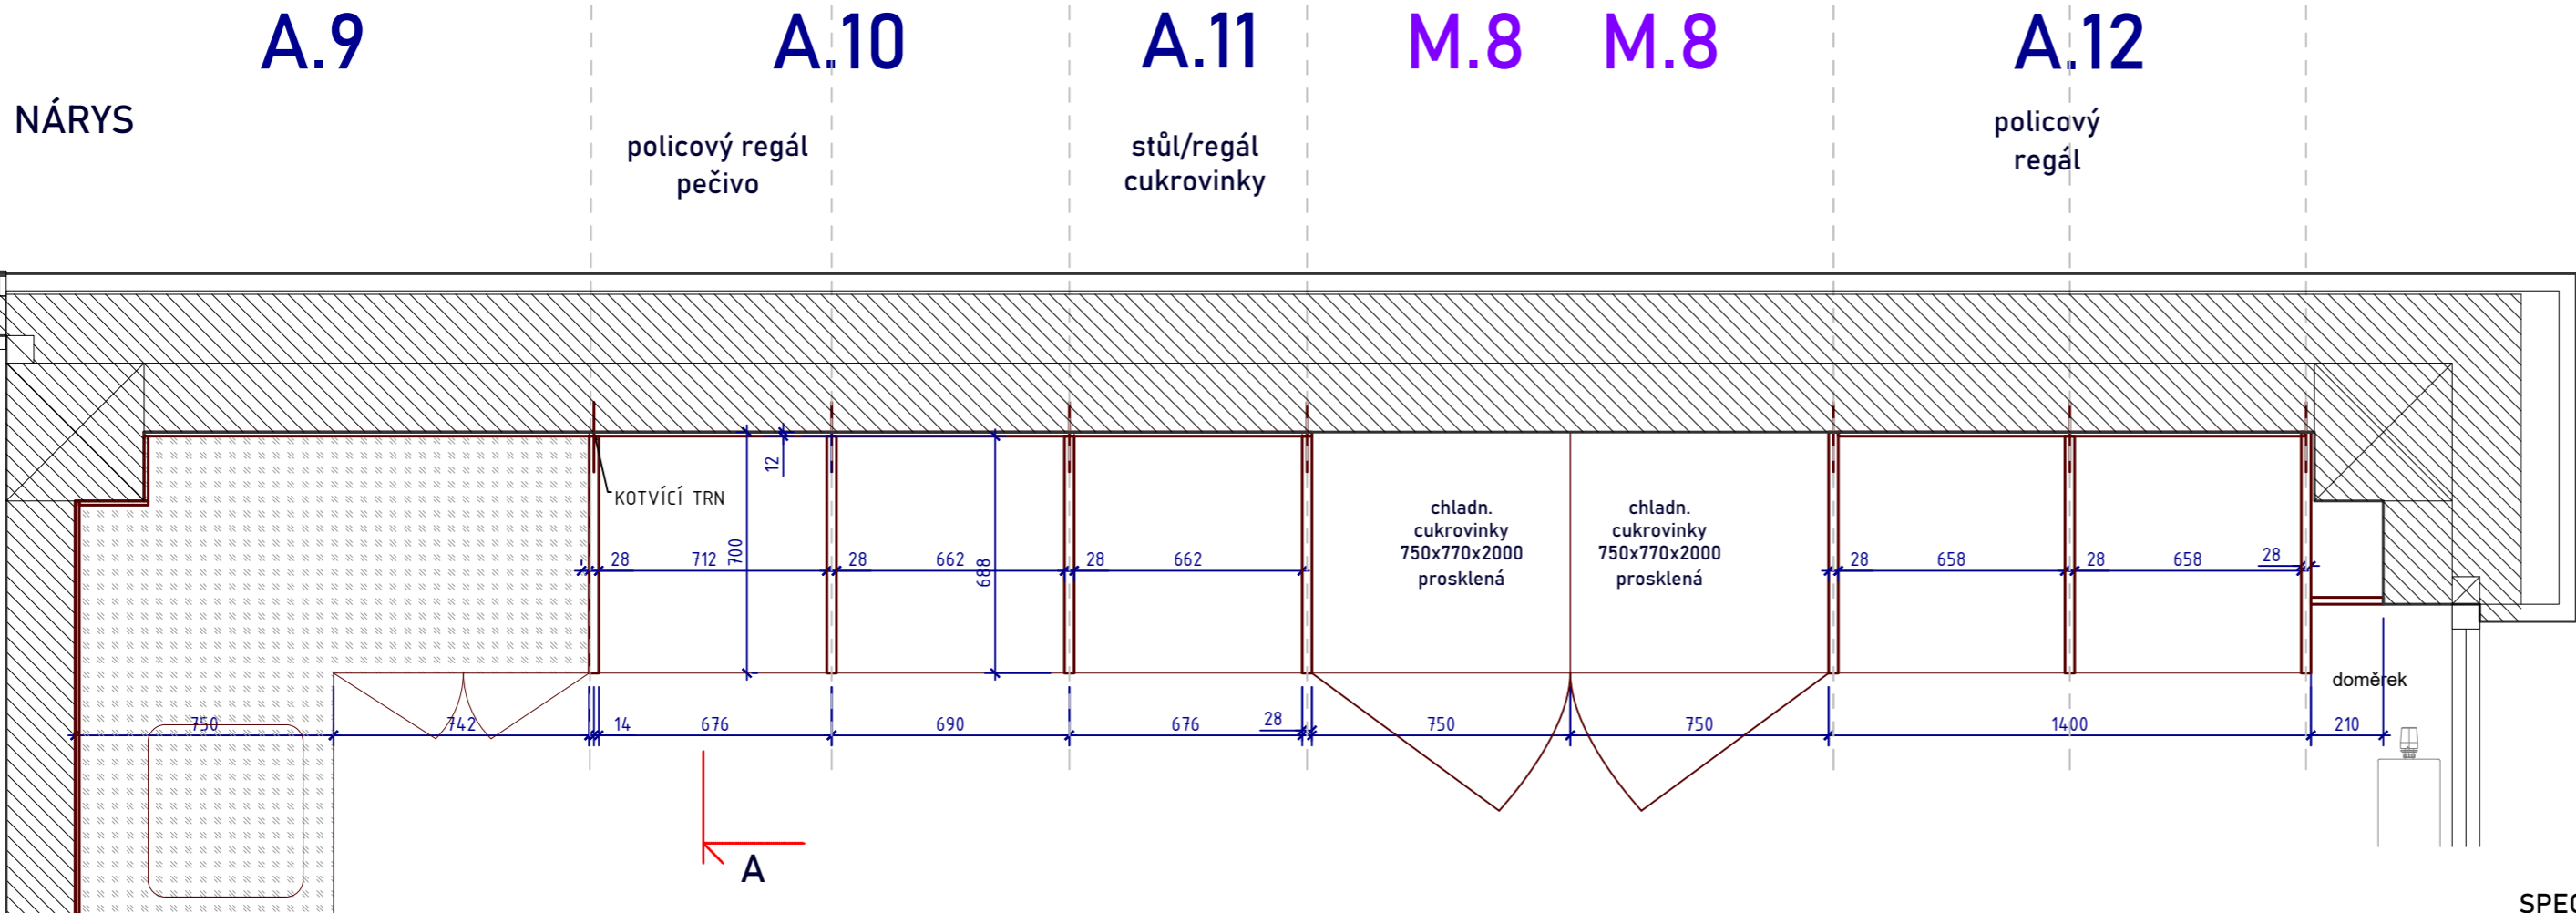 A.9
A.10
A.11
M.8
M.8
A.12
NÁRYS
policový regál
pečivo
stůl/regál
cukrovinky
policový
regál
12
KOTVÍCÍ TRN
chladn.
cukrovinky
750x770x2000
prosklená
chladn.
cukrovinky
750x770x2000
prosklená
28
712
700
28
662
688
28
662
28
658
28
658
28
doměrek
750
742
14
676
690
676
28
750
750
1400
210
A